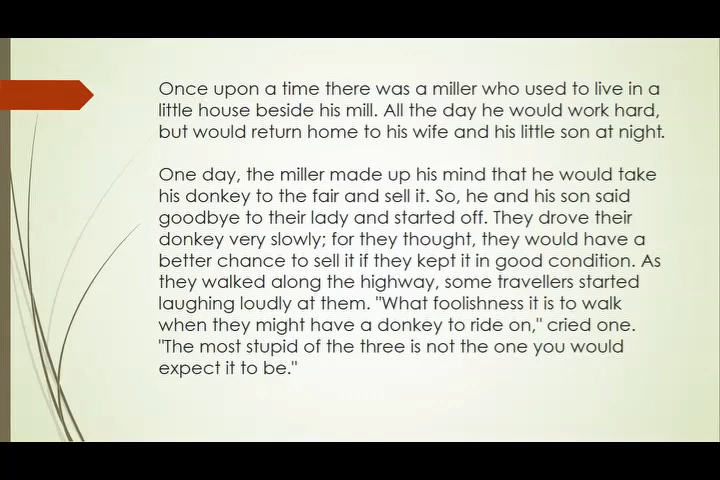 Once upon a time there was a miller who used to live in a
little house beside his mill. All the day he would work hard,
but would return home to his wife and his little son at night.
One day, the miller made up his mind that he would take
his donkey to the fair and sell it. So, he and his son said
goodbye to their lady and started off. They drove their
donkey very slowly; for they thought, they would have a
better chance to sell it if they kept it in good condition. As
they walked along the highway, some travellers started
laughing loudly at them. "What foolishness it is to walk
when they might have a donkey to ride on," cried one.
"The most stupid of the three is not the one you would
expect it to be."